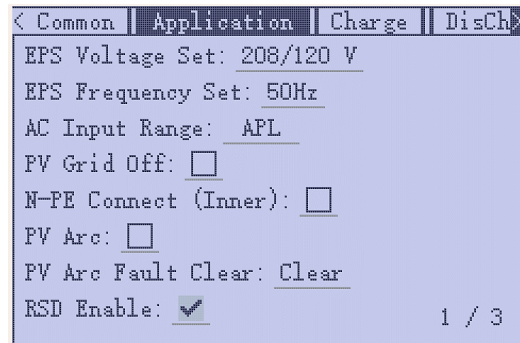 < Common Application Charge DisCh
EPS Voltage Set: 208/120 V
EPS Frequency Set: 50Hz
AC Input Range: APL
PV Grid Off:
N-PE Connect (Inner):
PV Arc:
PV Arc Fault Clear: Clear
RSD Enable: ✓
1 / 3